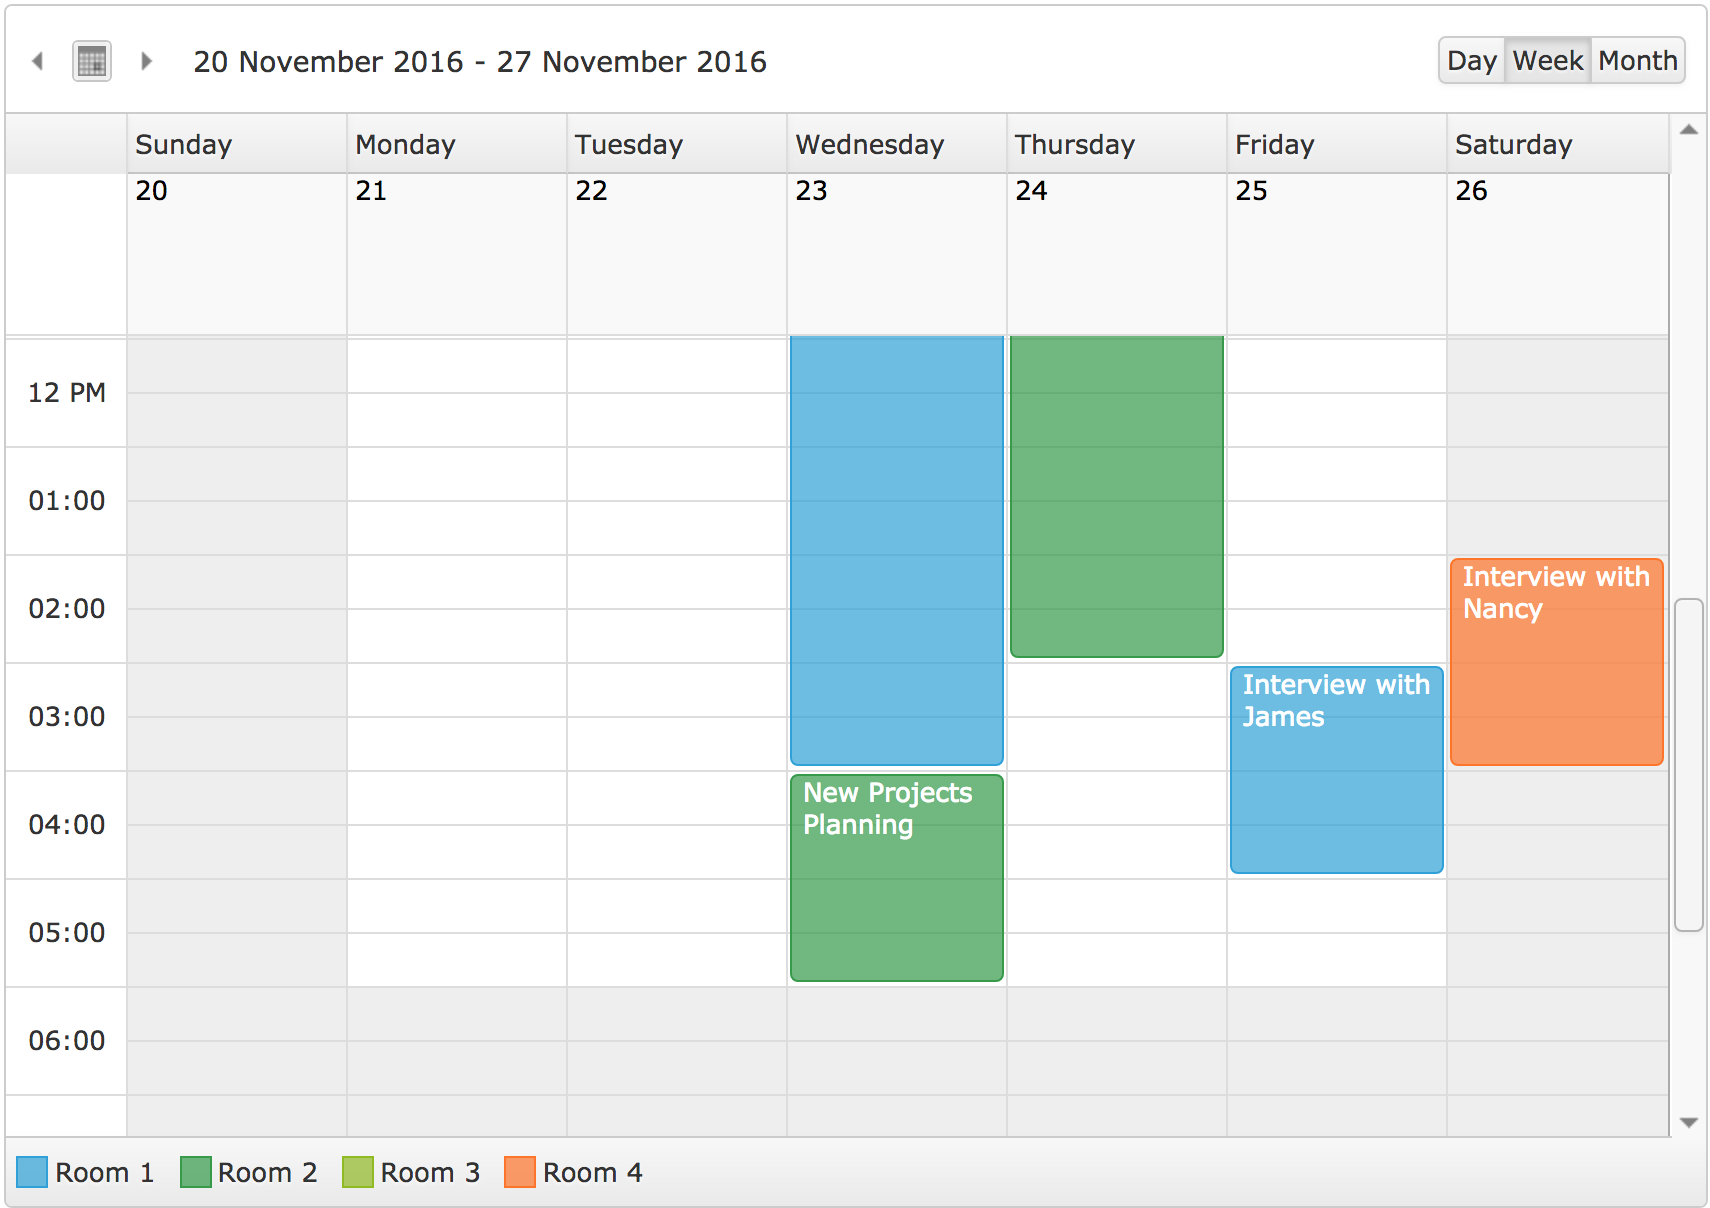 20 November 2016 - 27 November 2016
Day Week Month
Sunday Monday Tuesday Wednesday Thursday Friday Saturday
20 21 22 23 24 25 26
12 PM
01:00
02:00
03:00
04:00
05:00
06:00
Interview with
Nancy
Interview with
James
New Projects
Planning
Room 1 Room 2 Room 3 Room 4